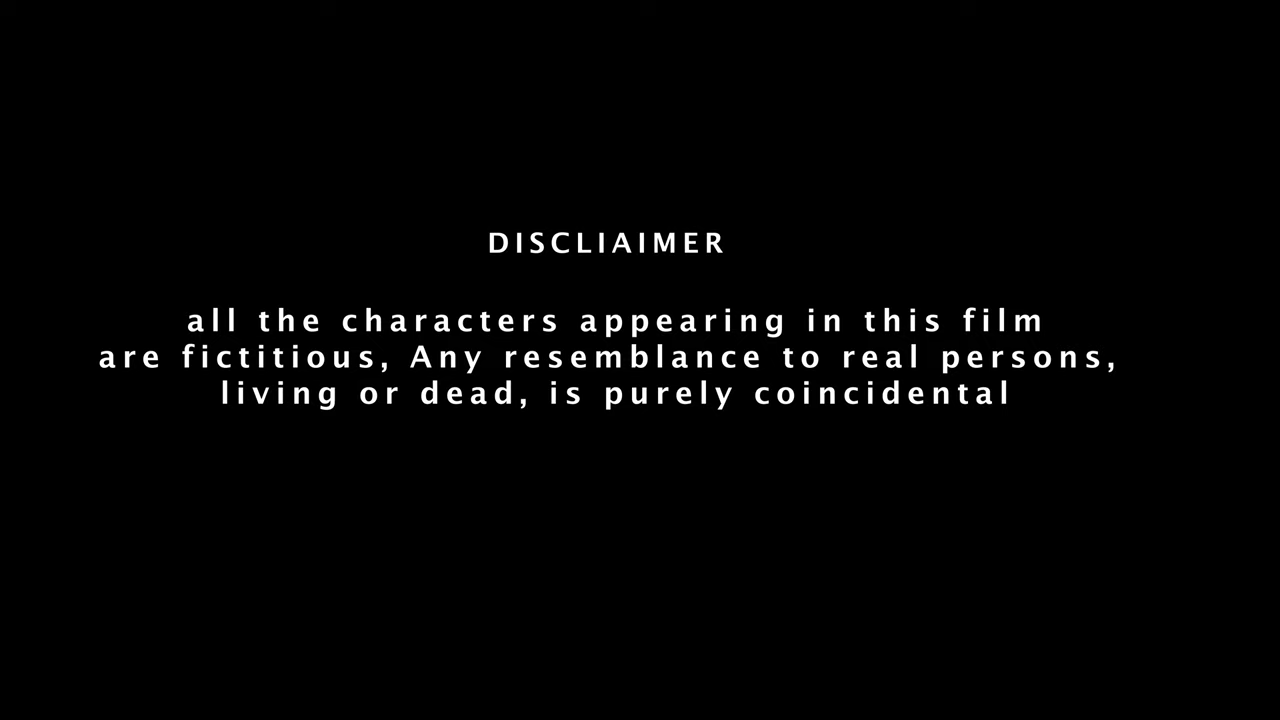 DISCLIAIMER
all the characters appearing in this film
are fictitious, Any resemblance to real persons,
living or dead, is purely coincidental